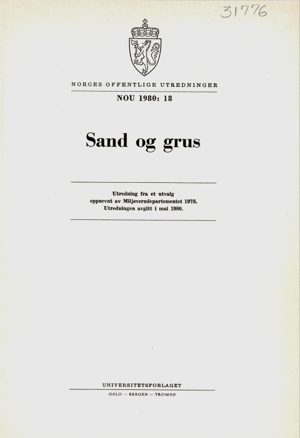 31776
NORGES OFFENTLIGE UTREDNINGER
NOU 1980: 18
Sand og grus
Utredning fra et utvalg
oppnevnt av Miljøverndepartementet 1978.
Utredningen avgitt i mai 1980.
UNIVERSITETSFORLAGET
OSLO — BERGEN — TROMSØ